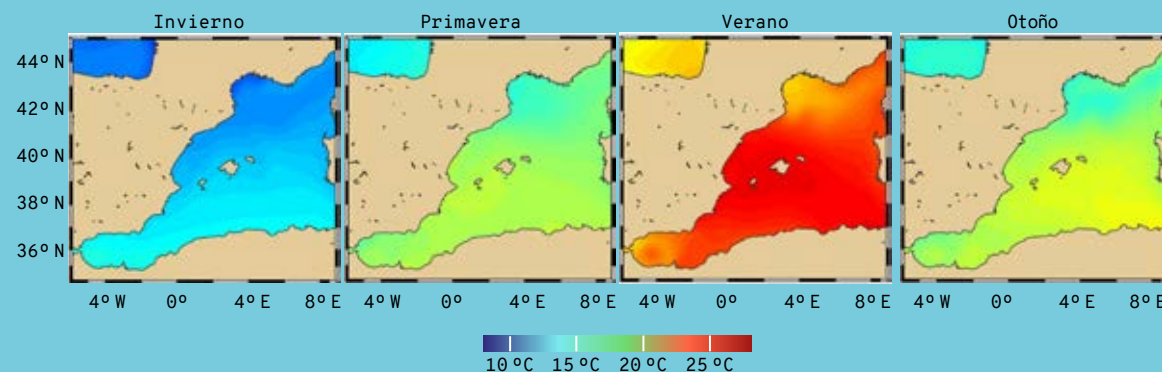 Invierno Primavera Verano Otoño
44º N
42º N
40º N
38º N
36º N
4º W 0º 4º E 8º E 4º W 0º 4º E 8º E 4º W 0º 4º E 8º E 4º W 0º 4º E 8º E
10 ºC 15 ºC 20 ºC 25 ºC